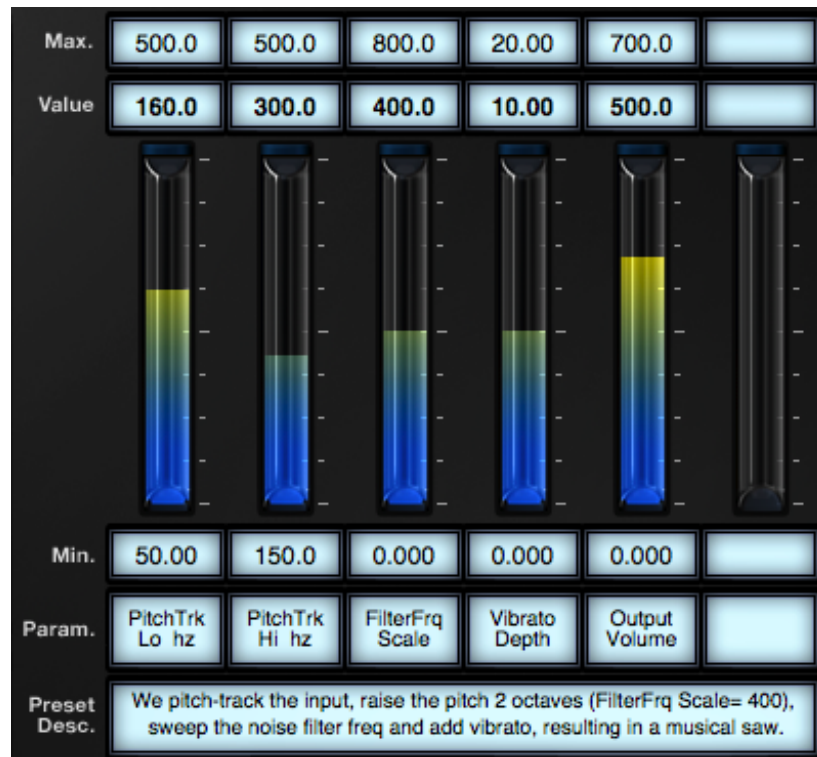 Max. 500.0 500.0 800.0 20.00 700.0
Value 160.0 300.0 400.0 10.00 500.0
Min. 50.00 150.0 0.000 0.000 0.000
Param. PitchTrk Lo hz PitchTrk Hi hz FilterFrq Scale Vibrato Depth Output Volume
Preset Desc.
We pitch-track the input, raise the pitch 2 octaves (FilterFrq Scale= 400),
sweep the noise filter freq and add vibrato, resulting in a musical saw.